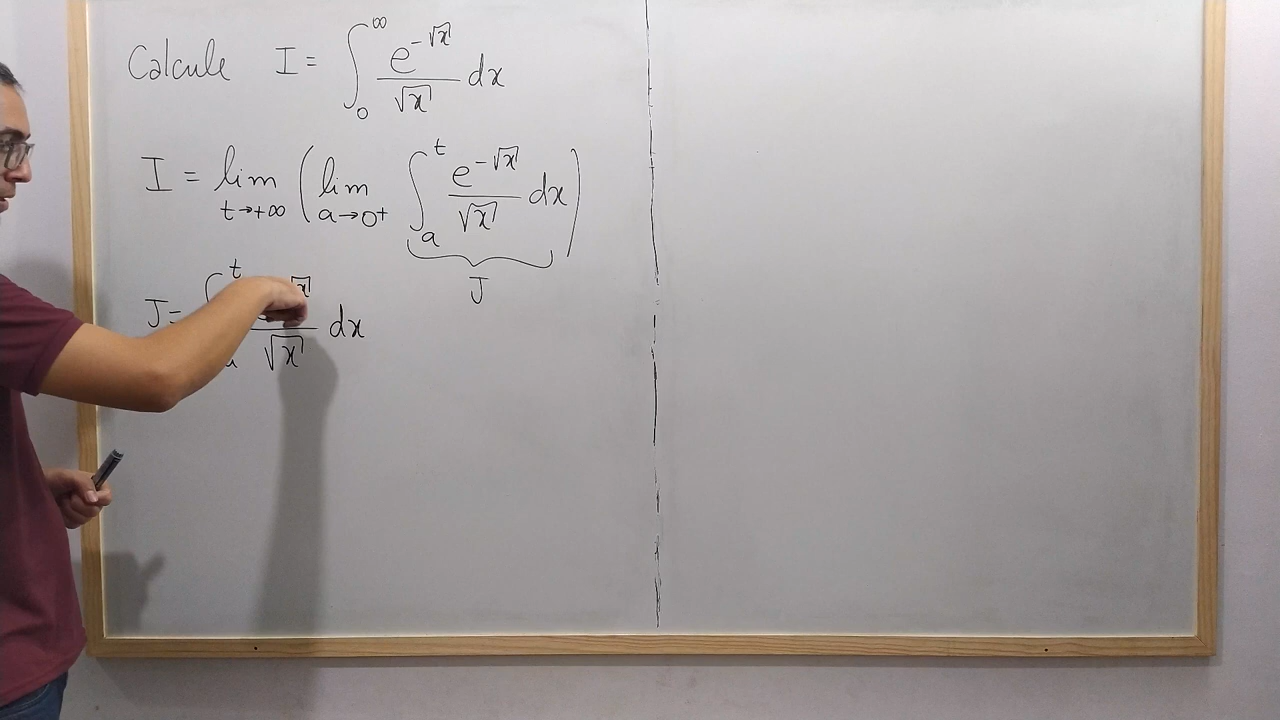 Calcule I = ∫₀^∞ e^{-√x}/√x dx
I = lim_{t→+∞} ( lim_{a→0⁺} ∫ₐ^t e^{-√x}/√x dx )
J
J = ∫ₐ^t √x/√x dx